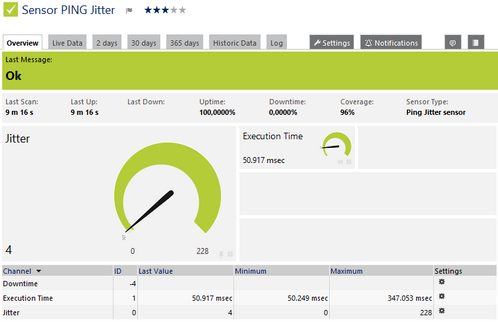 Sensor PING Jitter
Overview Live Data 2 days 30 days 365 days Historic Data Log Settings Notifications
Last Message:
Ok
Last Scan: Last Up: Last Down: Uptime: Downtime: Coverage: Sensor Type:
9 m 16 s 9 m 16 s 100,0000% 0,0000% 96% Ping Jitter sensor
Jitter
Execution Time
50.917 msec
4
0 228
Channel ID Last Value Minimum Maximum Settings
Downtime -4
Execution Time 1 50.917 msec 50.249 msec 347.053 msec
Jitter 0 4 0 228